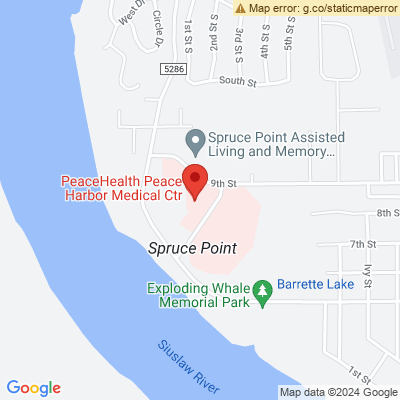 Map error: g.co/staticmaperror
West Dr
Circle Dr
1st St S
2nd St S
3rd St S
4th St S
5th St S
5286
South St
Spruce Point Assisted
Living and Memory...
PeaceHealth Peace
Harbor Medical Ctr
9th St
8th St
7th St
Ivy St
Spruce Point
Barrette Lake
Exploding Whale
Memorial Park
Siuslaw River
1st St
Google
Map data ©2024 Google